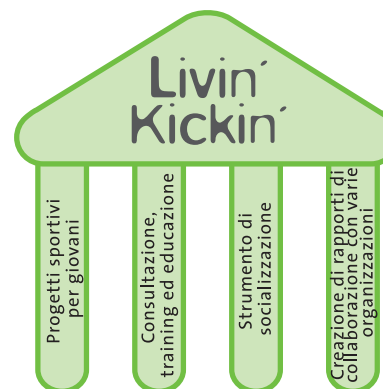 Livin´
Kickin´
Progetti sportivi
per giovani
Consultazione,
training ed educazione
Strumento di
socializzazione
Creazione di rapporti di
collaborazione con varie
organizzazioni